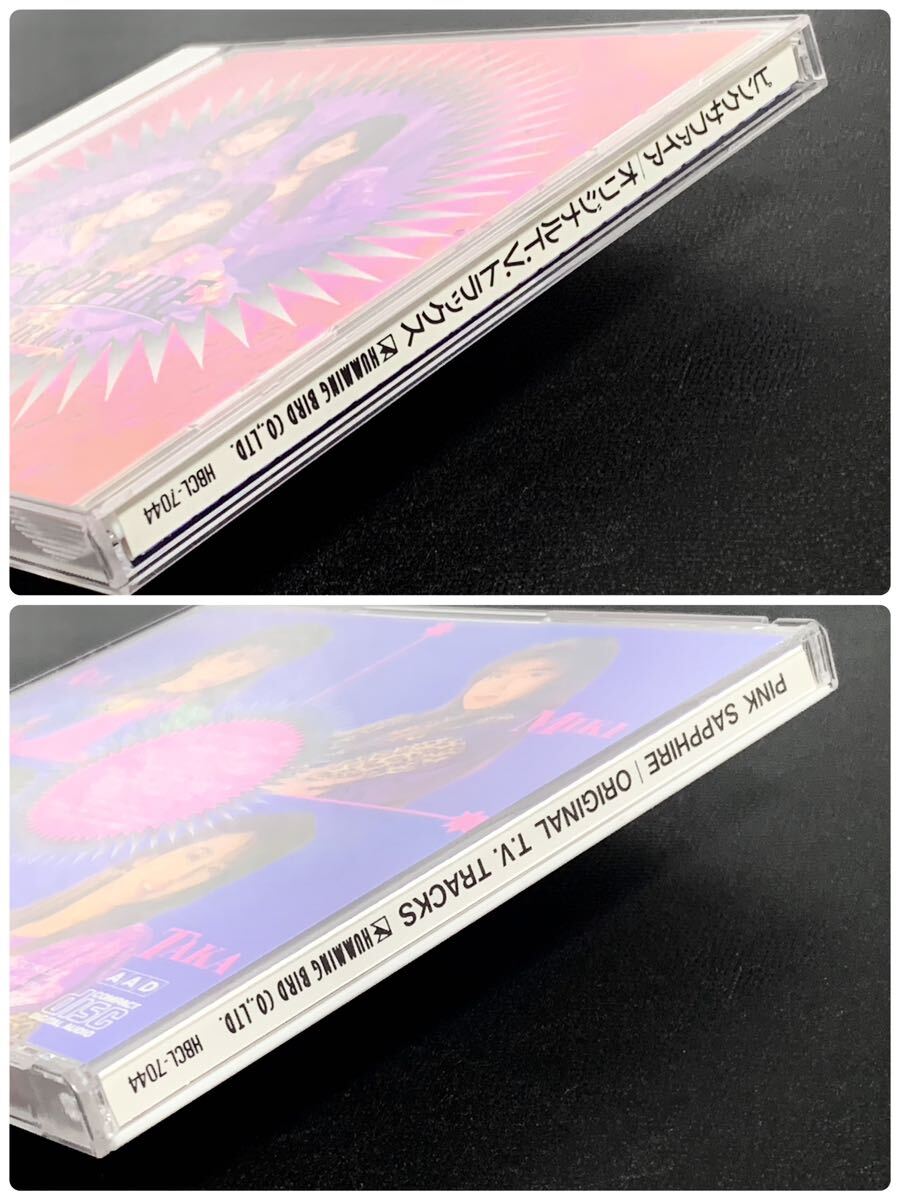 ピンクサファイア/オリジナルT.V.トラックス HUMMING BIRD CO.,LTD. HBCL-7044
SAPPHIRE
MIKI
TAKA
AAD
COMPACT
disc
DIGITAL AUDIO
PINK SAPPHIRE/ORIGINAL T.V. TRACKS HUMMING BIRD CO.,LTD. HBCL-7044